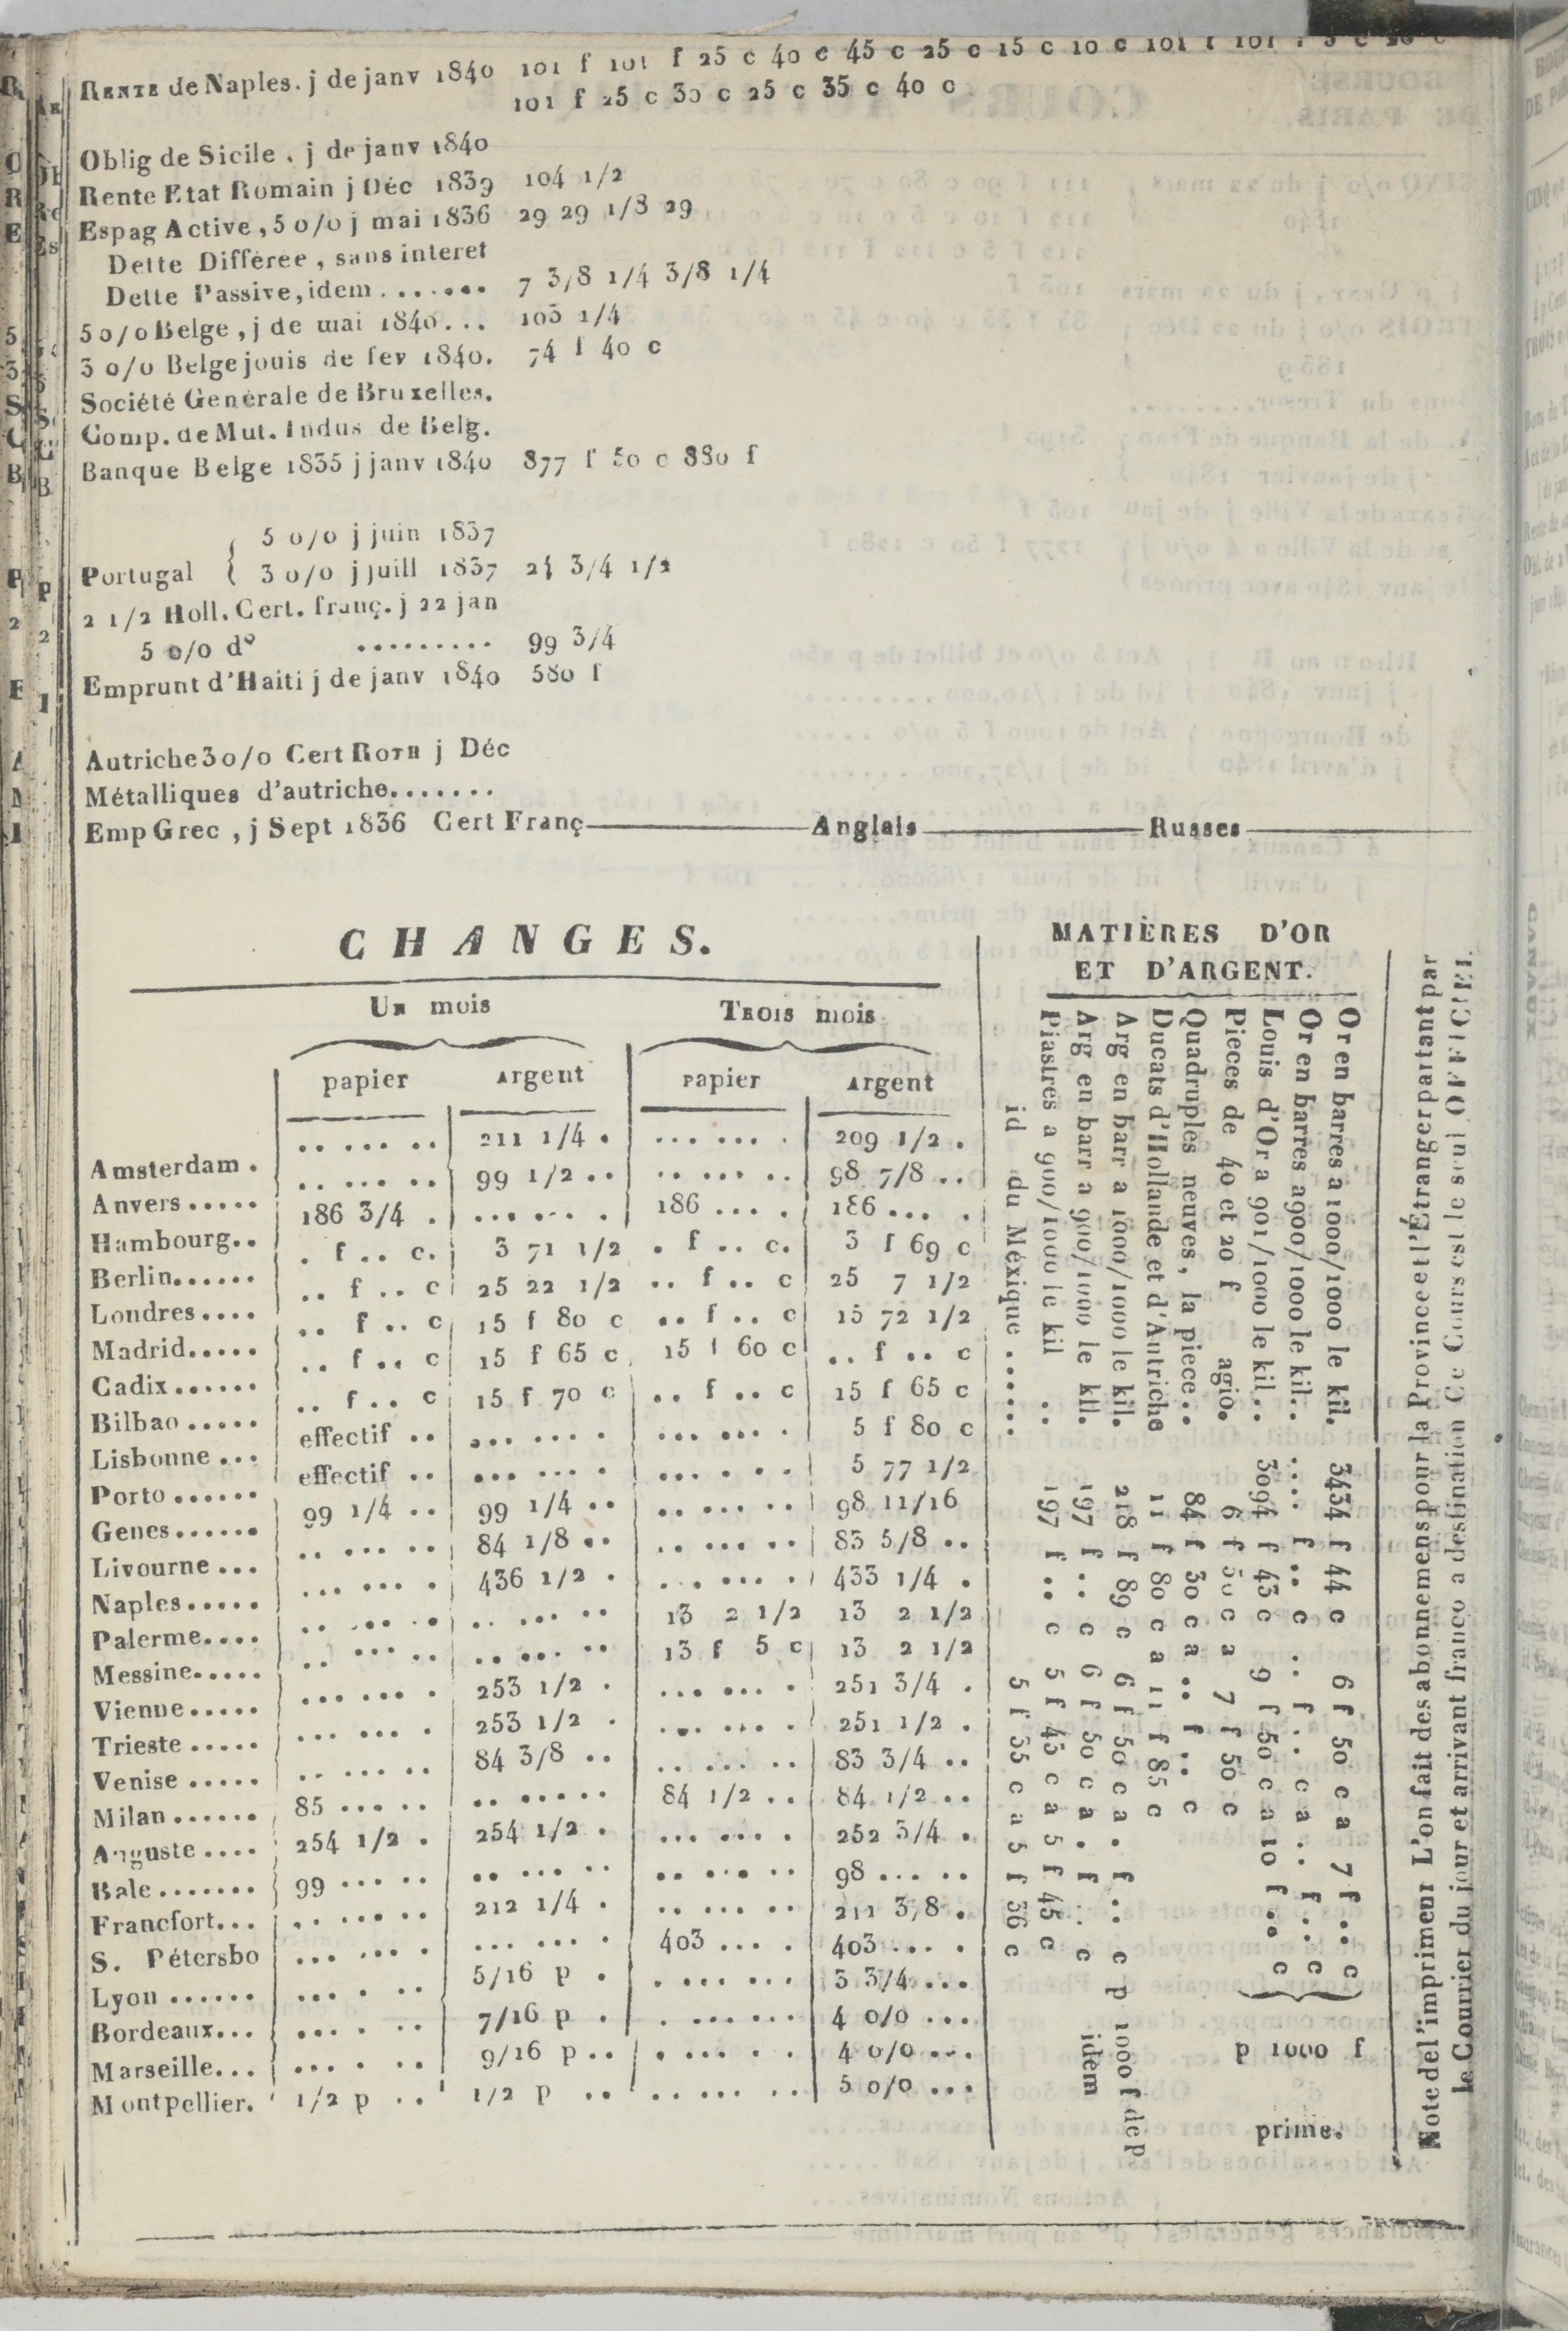 RENTE de Naples. j de janv 1840 101 f 101 f 25 c 40 c 45 c 25 c 15 c 10 c 101 f 101 f 5 c 20 c
101 f 25 c 30 c 25 c 35 c 40 c
Oblig de Sicile . j de janv 1840
Rente Etat Romain j Déc 1839 104 1/2
Espag Active, 5 o/o j mai 1836 29 29 1/8 29
Dette Différee, sans interet
Dette Passive, idem ....... 7 3/8 1/4 3/8 1/4
5 o/o Belge, j de mai 1840... 103 1/4
3 o/o Belge jouis de fev 1840. 74 f 40 c
Société Genérale de Bruxelles.
Comp. de Mut. Indus de Belg.
Banque Belge 1835 j janv 1840 877 f 50 c 880 f
5 o/o j juin 1837
Portugal { 3 o/o j juill 1837 24 3/4 1/2
2 1/2 Holl. Cert. franç. j 22 jan
5 o/o d° ......... 99 3/4
Emprunt d'Haiti j de janv 1840 580 f
Autriche 3 o/o Cert ROTH j Déc
Métalliques d'autriche.......
Emp Grec, j Sept 1836 Cert Franç——Anglais——Russes——
CHANGES.
UN mois TROIS mois
papier Argent Papier Argent
Amsterdam . .. ... .. 211 1/4 . ... ... . 209 1/2 .
Anvers ..... .. ... .. 99 1/2 .. .. ... .. 98 7/8 ..
Hambourg.. 186 3/4 . ... ... . 186 .... . 186 ... .
Berlin...... . f .. c. 3 71 1/2 . f .. c. 3 f 69 c
Londres .... .. f .. c 25 22 1/2 .. f .. c 25 7 1/2
Madrid..... .. f .. c 15 f 80 c .. f .. c 15 72 1/2
Cadix ...... .. f .. c 15 f 65 c 15 f 60 c .. f .. c
Bilbao ..... .. f .. c 15 f 70 c .. f .. c 15 f 65 c
Lisbonne ... effectif .. ... ... . ... ... . 5 f 80 c
Porto ...... effectif .. ... ... . ... . . . 5 77 1/2
Genes...... 99 1/4 .. 99 1/4 .. .. ... .. 98 11/16
Livourne ... .. ... .. 84 1/8 .. .. ... .. 83 5/8 ..
Naples ..... ... ... . 436 1/2 . . . ... . 433 1/4 .
Palerme.... .. ... .. .. ... .. 13 2 1/2 13 2 1/2
Messine..... .. ... .. .. ... .. 13 f 5 c 13 2 1/2
Vienne ..... ... ... . 253 1/2 . ... ... . 251 3/4 .
Trieste ..... ... ... . 253 1/2 . ... ... . 251 1/2 .
Venise ..... .. ... .. 84 3/8 .. .. ... .. 83 3/4 ..
Milan ...... 85 ... .. .. ... .. 84 1/2 .. 84 1/2 ..
Auguste .... 254 1/2 . 254 1/2 . ... ... . 252 3/4 .
Bale ....... 99 ... .. .. ... .. .. ... .. 98 ... ..
Francfort... .. ... .. 212 1/4 . .. ... .. 211 3/8 .
S. Pétersbo ... ... . ... ... . 403 ... . 403 ... .
Lyon ...... ... . .. 5/16 p . . ... ... 3 3/4 ...
Bordeaux... ... . .. 7/16 p . . ... ... 4 o/o ...
Marseille... ... . .. 9/16 p .. . ... . . 4 o/o ...
Montpellier. 1/2 p .. 1/2 p .. . ... .. 5 o/o ...
MATIÈRES D'OR
ET D'ARGENT.
Or en barres a 1000/1000 le kil. 3434 f 44 c 6 f 50 c a 7 f .. c
Or en barres a 900/1000 le kil.. .... f .. c .. f .. c a .. f .. c
Louis d'Or a 901/1000 le kil .. 3094 f 43 c 9 f 50 c a 10 f .. c
p 1000 f
prime.
Pieces de 40 et 20 f agio. 6 f 50 c a 7 f 50 c
Quadruples neuves, la piece .. 84 f 30 c a .. f .. c
Ducats d'Hollande et d'Autriche 11 f 80 c a 11 f 85 c
Arg en barr a 1000/1000 le kil. 218 f 89 c 6 f 50 c a . f .. c p 1000 f de p
Arg en barr a 900/1000 le kil. 197 f .. c 6 f 50 c a . f .. c idem
Piastres a 900/1000 le kil .. 197 f .. c 5 f 43 c a 5 f 45 c
id du Méxique ...... 5 f 35 c a 5 f 36 c
Note de l'imprimeur L'on fait des abonnemens pour la Province et l'Étranger partant par
le Courrier du jour et arrivant franco a destination Ce Cours est le seul OFFICIEL.